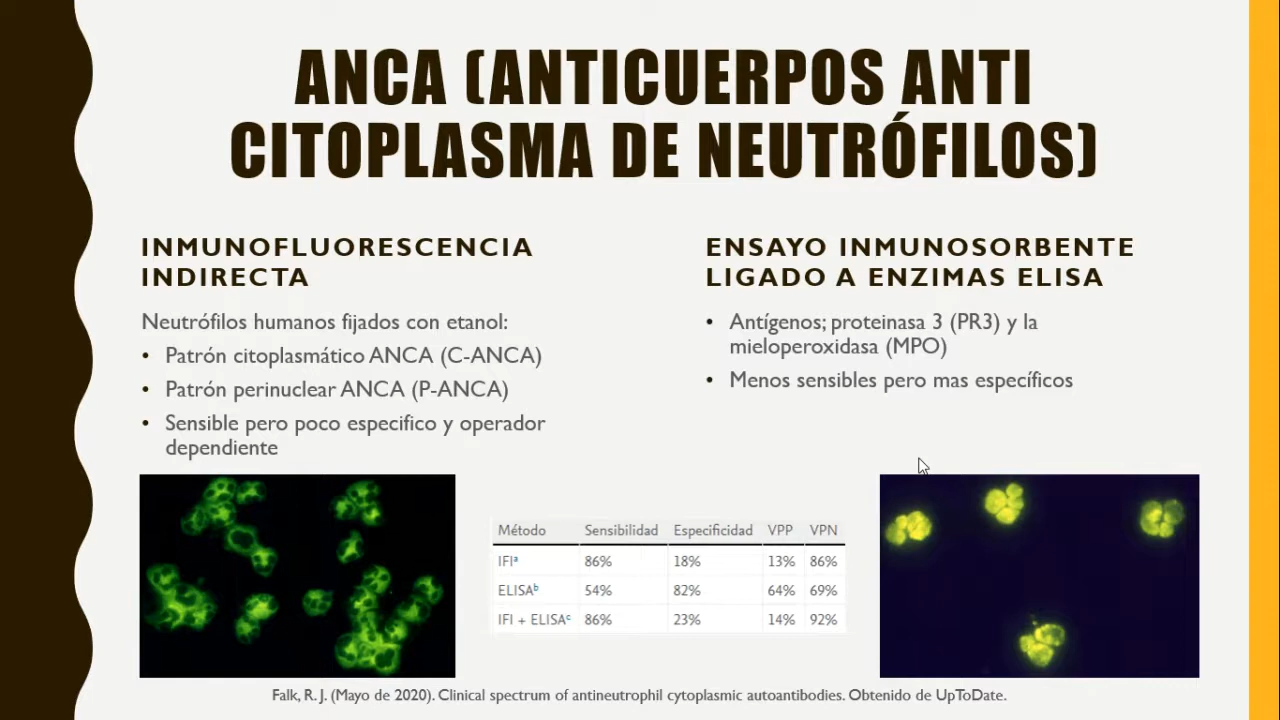 ANCA (ANTICUERPOS ANTI
CITOPLASMA DE NEUTRÓFILOS)
INMUNOFLUORESCENCIA
INDIRECTA
Neutrófilos humanos fijados con etanol:
• Patrón citoplasmático ANCA (C-ANCA)
• Patrón perinuclear ANCA (P-ANCA)
• Sensible pero poco especifico y operador
dependiente
ENSAYO INMUNOSORBENTE
LIGADO A ENZIMAS ELISA
• Antígenos; proteinasa 3 (PR3) y la
mieloperoxidasa (MPO)
• Menos sensibles pero mas específicos
Método Sensibilidad Especificidad VPP VPN
IFIª 86% 18% 13% 86%
ELISAᵇ 54% 82% 64% 69%
IFI + ELISAᶜ 86% 23% 14% 92%
Falk, R. J. (Mayo de 2020). Clinical spectrum of antineutrophil cytoplasmic autoantibodies. Obtenido de UpToDate.